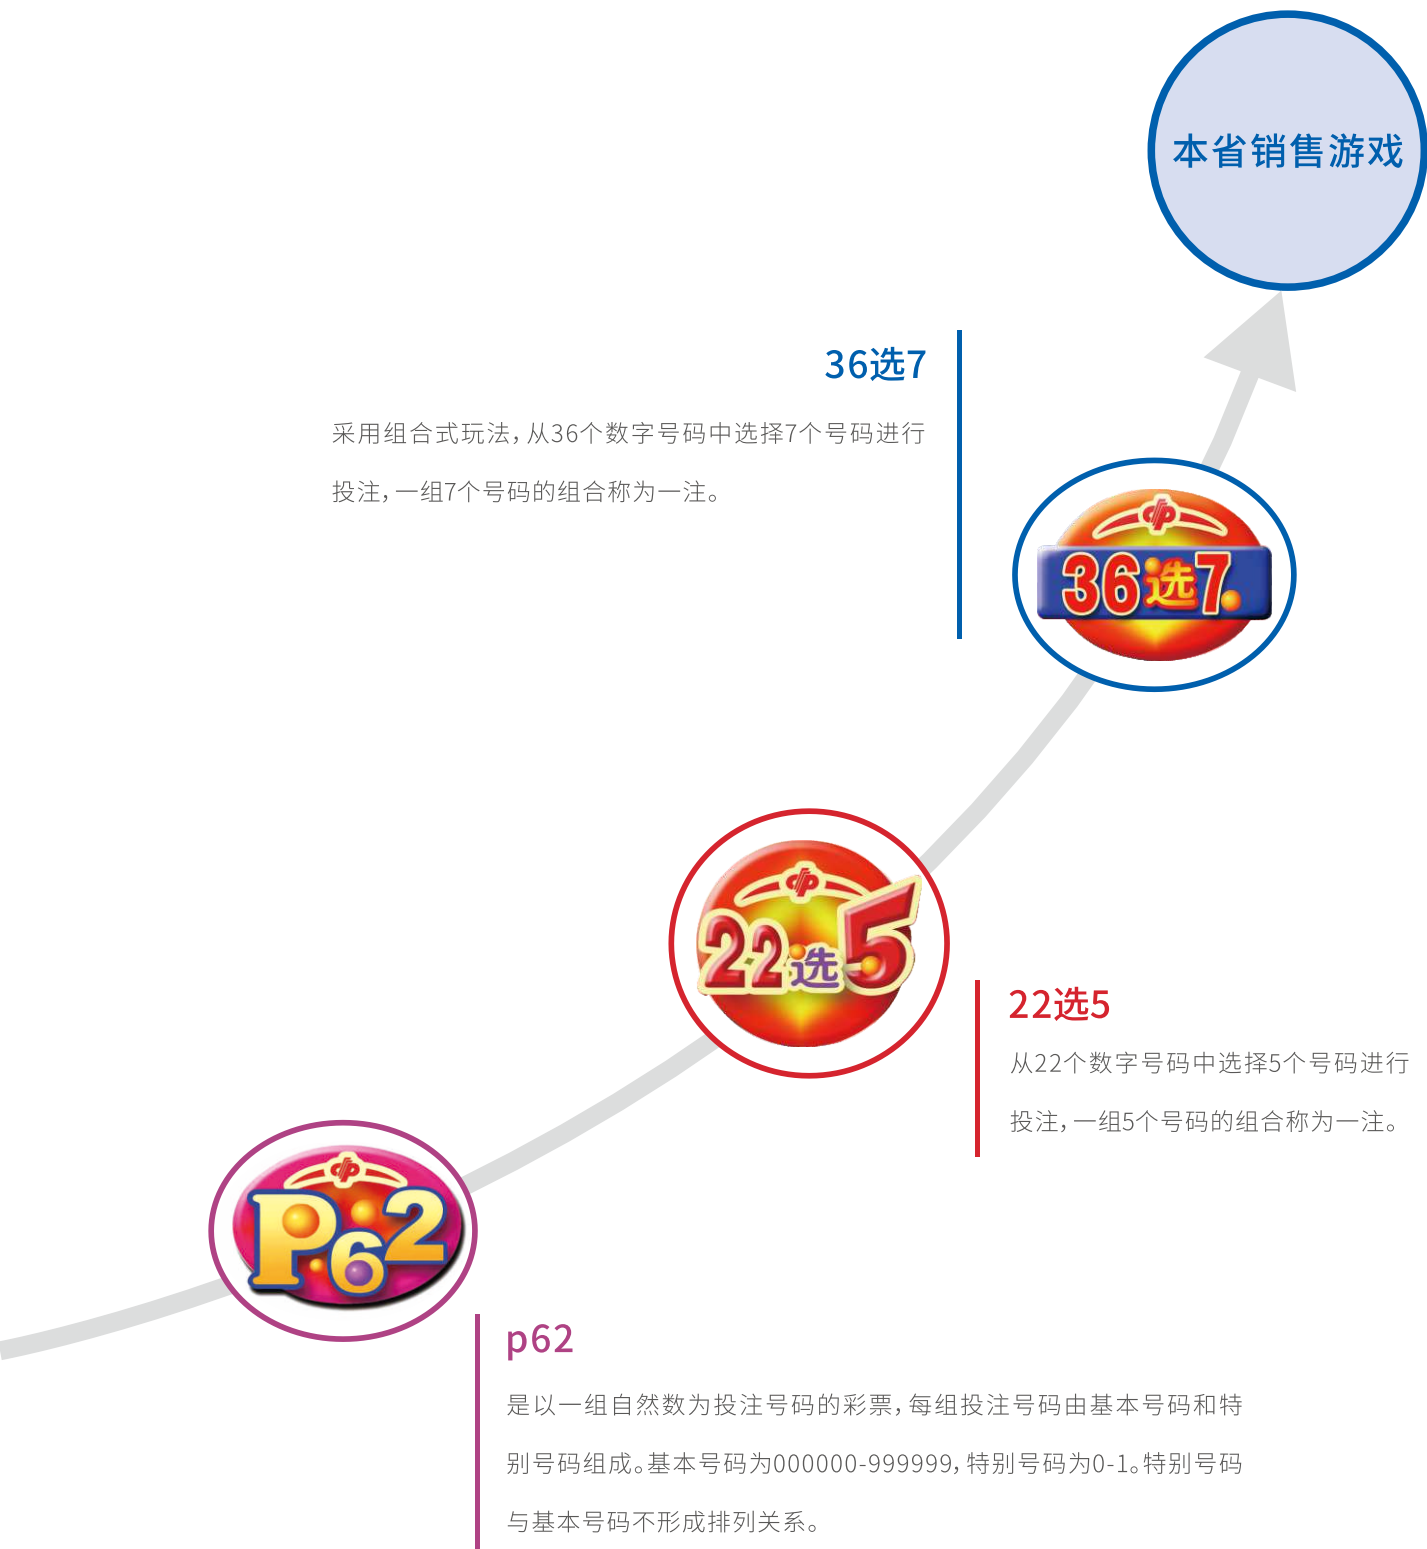 本省销售游戏
36选7
采用组合式玩法，从36个数字号码中选择7个号码进行
投注，一组7个号码的组合称为一注。
36选7
22选5
22选5
从22个数字号码中选择5个号码进行
投注，一组5个号码的组合称为一注。
P62
p62
是以一组自然数为投注号码的彩票，每组投注号码由基本号码和特
别号码组成。基本号码为000000-999999，特别号码为0-1。特别号码
与基本号码不形成排列关系。